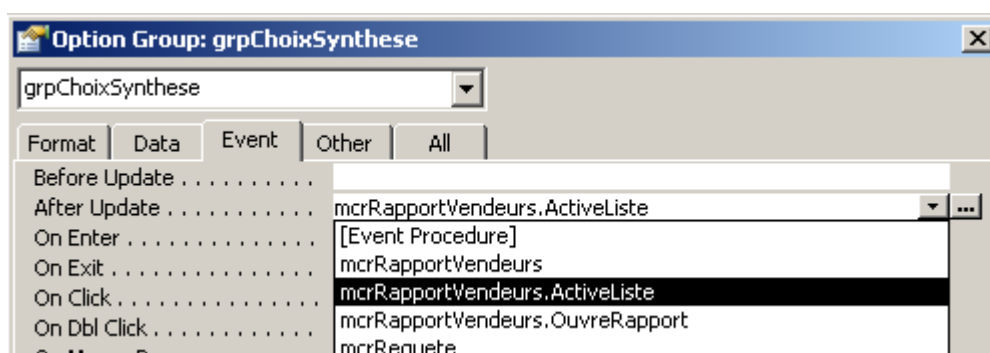 Option Group: grpChoixSynthese
grpChoixSynthese
Format Data Event Other All
Before Update . . . . . . . . . .
After Update . . . . . . . . . . . mcrRapportVendeurs.ActiveListe ...
On Enter . . . . . . . . . . . . . . [Event Procedure]
On Exit . . . . . . . . . . . . . . . mcrRapportVendeurs
On Click . . . . . . . . . . . . . . mcrRapportVendeurs.ActiveListe
On Dbl Click . . . . . . . . . . . mcrRapportVendeurs.OuvreRapport
mcrRequete